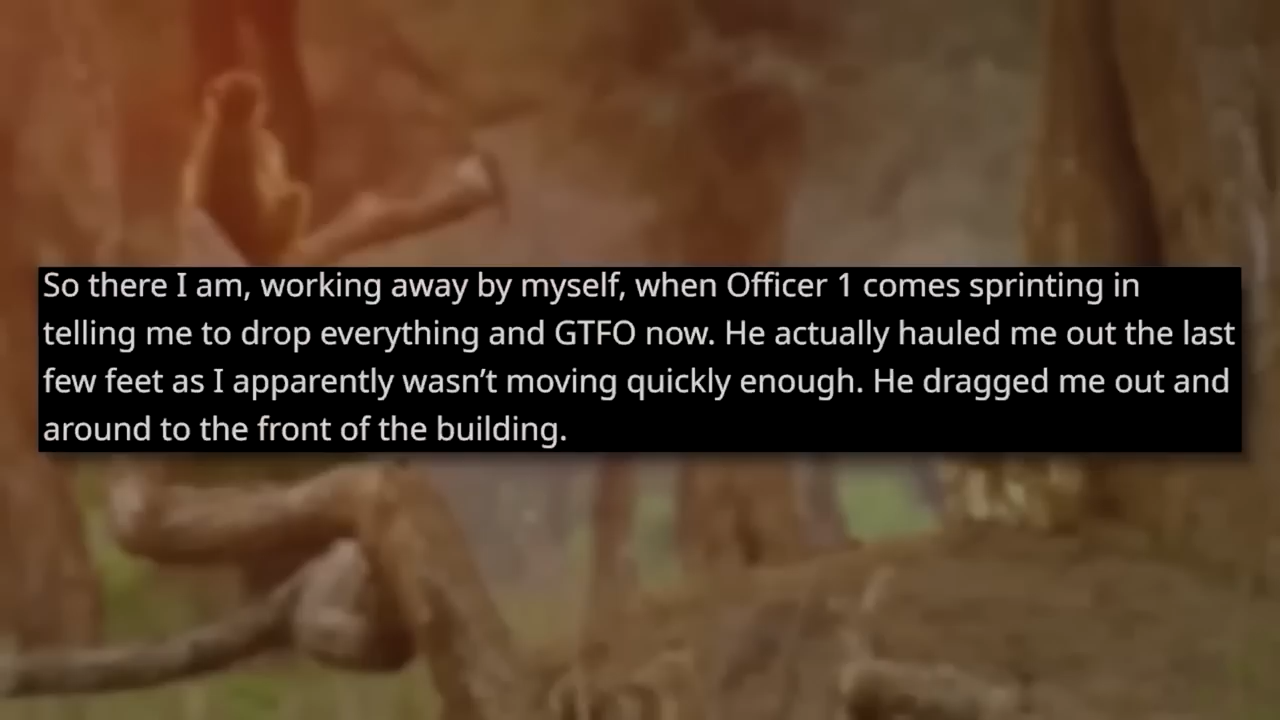 So there I am, working away by myself, when Officer 1 comes sprinting in
telling me to drop everything and GTFO now. He actually hauled me out the last
few feet as I apparently wasn’t moving quickly enough. He dragged me out and
around to the front of the building.